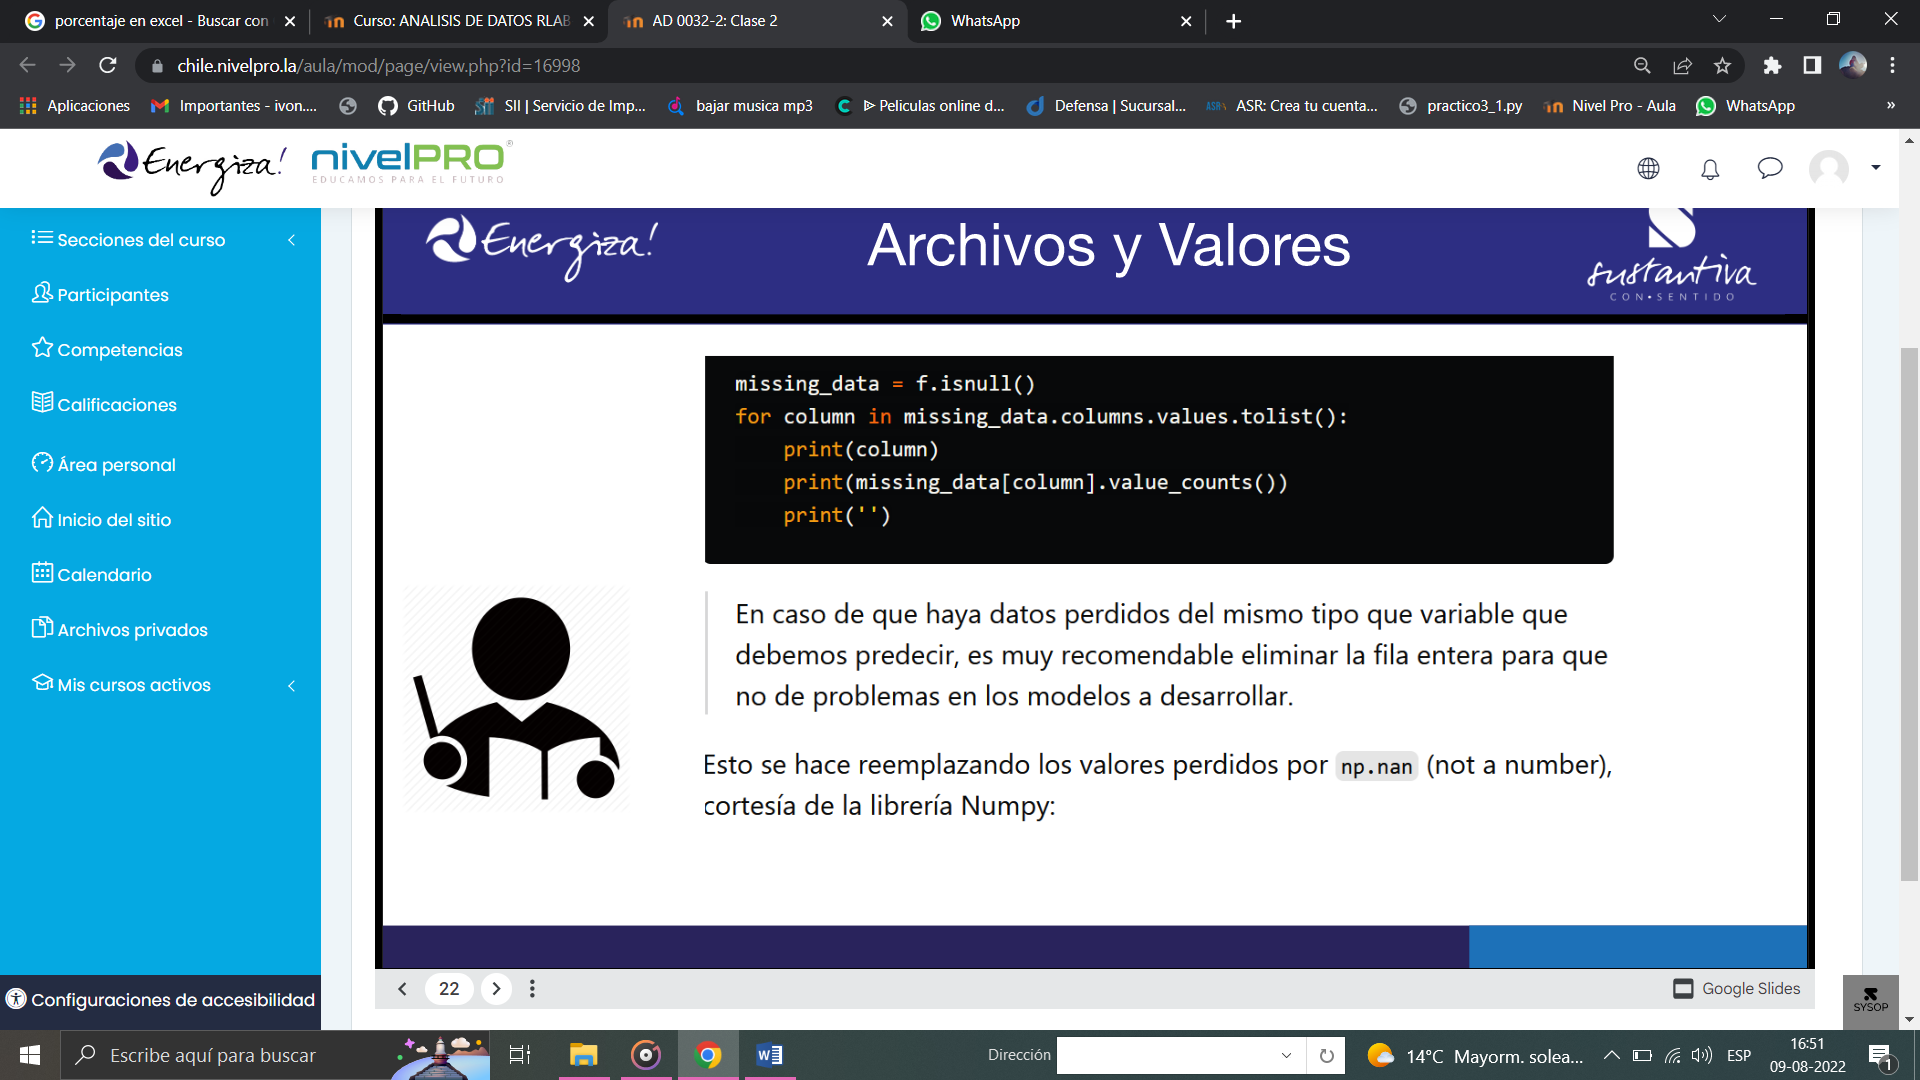 porcentaje en excel - Buscar con
Curso: ANALISIS DE DATOS RLAB
AD 0032-2: Clase 2
WhatsApp
chile.nivelpro.la/aula/mod/page/view.php?id=16998
Aplicaciones
Importantes - ivon....
GitHub
SII | Servicio de Imp...
bajar musica mp3
ᐅ Peliculas online d...
Defensa | Sucursal...
ASR: Crea tu cuenta...
practico3_1.py
Nivel Pro - Aula
WhatsApp
»
Energiza!
nivelPRO®
EDUCAMOS PARA EL FUTURO
Secciones del curso
Participantes
Competencias
Calificaciones
Área personal
Inicio del sitio
Calendario
Archivos privados
Mis cursos activos
Configuraciones de accesibilidad
Energiza!
Archivos y Valores
S
sustantiva
CON•SENTIDO
missing_data = f.isnull()
for column in missing_data.columns.values.tolist():
    print(column)
    print(missing_data[column].value_counts())
    print('')
En caso de que haya datos perdidos del mismo tipo que variable que
debemos predecir, es muy recomendable eliminar la fila entera para que
no de problemas en los modelos a desarrollar.
Esto se hace reemplazando los valores perdidos por np.nan (not a number),
cortesía de la librería Numpy:
22
Google Slides
SYSOP
Escribe aquí para buscar
Dirección
14°C Mayorm. solea...
ESP
16:51
09-08-2022
1